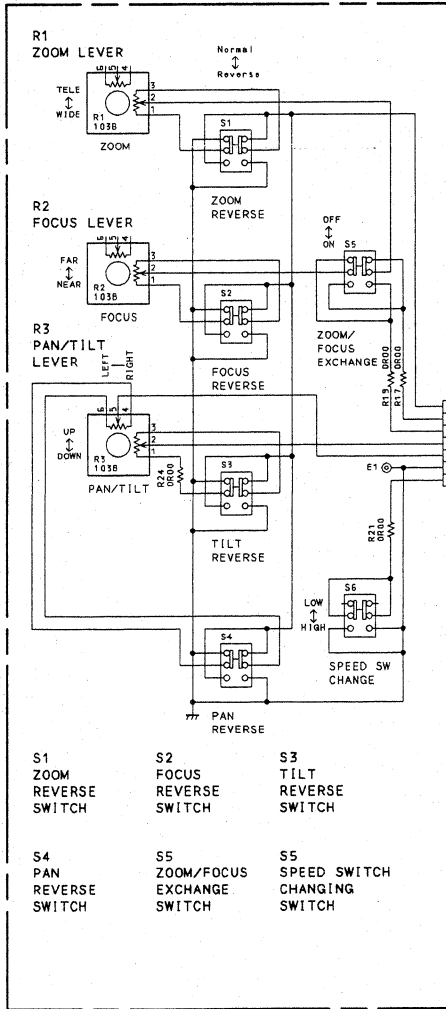 R1
ZOOM LEVER
Normal
Reverse
6 5 4
TELE
WIDE
3
2
1
R1
103B
ZOOM
S1
ZOOM
REVERSE
R2
FOCUS LEVER
6 5 4
FAR
NEAR
3
2
1
R2
103B
FOCUS
S2
FOCUS
REVERSE
OFF
ON
S5
ZOOM/
FOCUS
EXCHANGE
R19 0R00
R17 0R00
R3
PAN/TILT
LEVER
LEFT
RIGHT
6 5 4
UP
DOWN
3
2
1
R3
103B
PAN/TILT
R24
0R00
S3
TILT
REVERSE
E1
R21
0R00
LOW
HIGH
S6
SPEED SW
CHANGE
S4
PAN
REVERSE
S1 S2 S3
ZOOM FOCUS TILT
REVERSE REVERSE REVERSE
SWITCH SWITCH SWITCH
S4 S5 S5
PAN ZOOM/FOCUS SPEED SWITCH
REVERSE EXCHANGE CHANGING
SWITCH SWITCH SWITCH